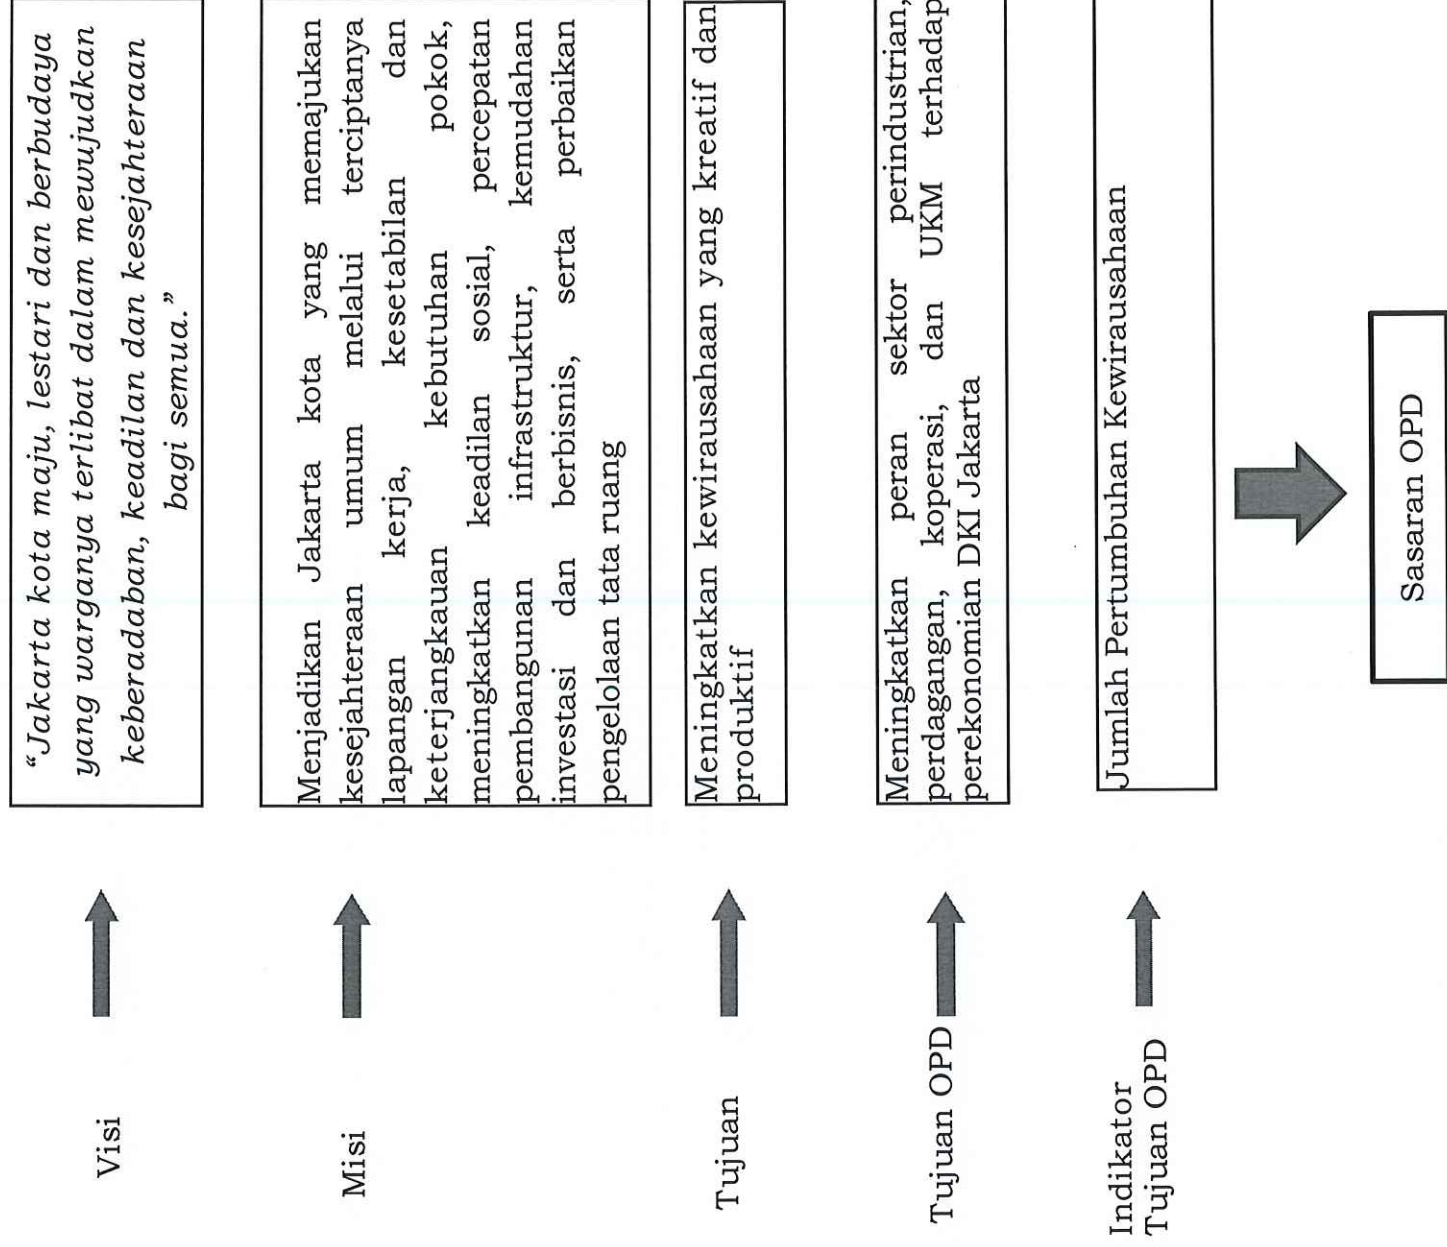 Visi
“Jakarta kota maju, lestari dan berbudaya
yang warganya terlibat dalam mewujudkan
keberadaban, keadilan dan kesejahteraan
bagi semua.”
Misi
Menjadikan Jakarta kota yang memajukan
kesejahteraan umum melalui terciptanya
lapangan kerja, kesetabilan dan
keterjangkauan kebutuhan pokok,
meningkatkan keadilan sosial, percepatan
pembangunan infrastruktur, kemudahan
investasi dan berbisnis, serta perbaikan
pengelolaan tata ruang
Tujuan
Meningkatkan kewirausahaan yang kreatif dan
produktif
Tujuan OPD
Meningkatkan peran sektor perindustrian,
perdagangan, koperasi, dan UKM terhadap
perekonomian DKI Jakarta
Indikator
Tujuan OPD
Jumlah Pertumbuhan Kewirausahaan
Sasaran OPD